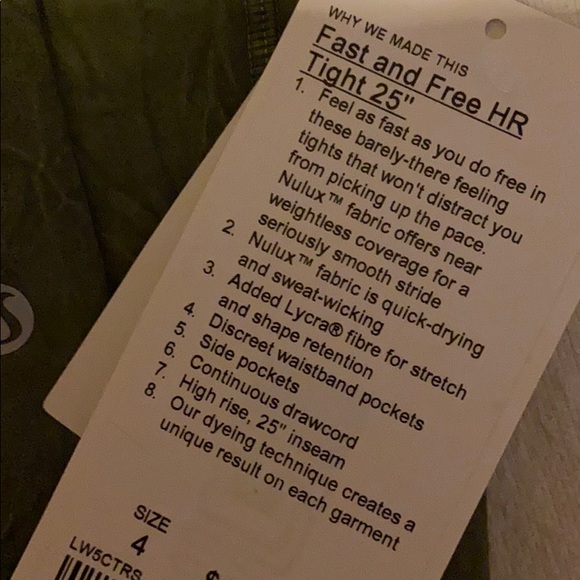 WHY WE MADE THIS
Fast and Free HR
Tight 25"
1. Feel as fast as you do free in
these barely-there feeling
tights that won't distract you
from picking up the pace.
Nulux™ fabric offers near
weightless coverage for a
seriously smooth stride
2. Nulux™ fabric is quick-drying
and sweat-wicking
3. Added Lycra® fibre for stretch
and shape retention
4. Discreet waistband pockets
5. Side pockets
6. Continuous drawcord
7. High rise, 25" inseam
8. Our dyeing technique creates a
unique result on each garment
SIZE
4
LW5CTRS
$